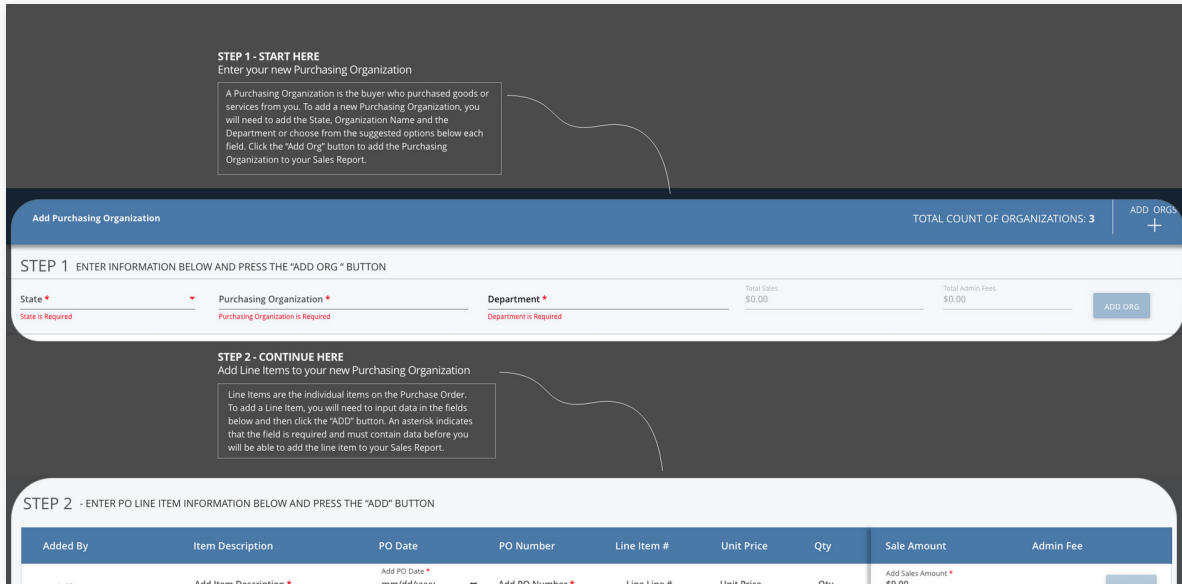 STEP 1 - START HERE
Enter your new Purchasing Organization
A Purchasing Organization is the buyer who purchased goods or
services from you. To add a new Purchasing Organization, you
will need to add the State, Organization Name and the
Department or choose from the suggested options below each
field. Click the "Add Org" button to add the Purchasing
Organization to your Sales Report.
Add Purchasing Organization
TOTAL COUNT OF ORGANIZATIONS: 3
ADD ORGS
STEP 1 ENTER INFORMATION BELOW AND PRESS THE "ADD ORG " BUTTON
State *
Purchasing Organization *
Department *
Total Sales
$0.00
Total Admin Fees
$0.00
ADD ORG
State is Required
Purchasing Organization is Required
Department is Required
STEP 2 - CONTINUE HERE
Add Line Items to your new Purchasing Organization
Line Items are the individual items on the Purchase Order.
To add a Line Item, you will need to input data in the fields
below and then click the "ADD" button. An asterisk indicates
that the field is required and must contain data before you
will be able to add the line item to your Sales Report.
STEP 2 - ENTER PO LINE ITEM INFORMATION BELOW AND PRESS THE "ADD" BUTTON
Added By Item Description PO Date PO Number Line Item # Unit Price Qty Sale Amount Admin Fee
Add PO Date *
Add Sales Amount *
Add Item Description * mm/dd/yyyy Add PO Number * Line Line # Unit Price Qty $0.00